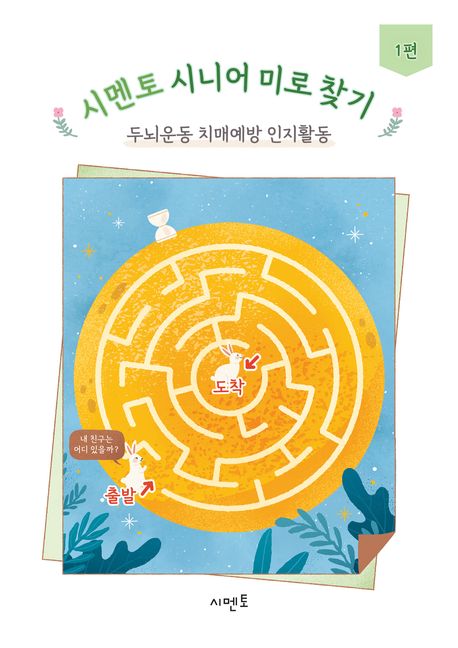 1편
시멘토 시니어 미로 찾기
두뇌운동 치매예방 인지활동
도착
내 친구는
어디 있을까?
출발
시멘토